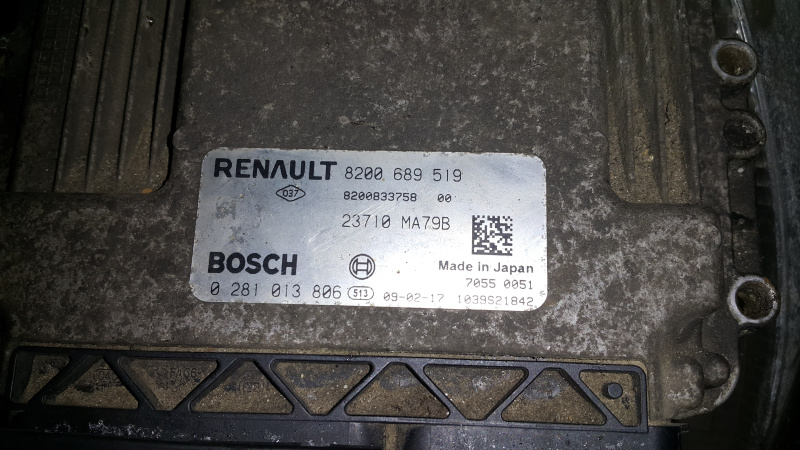 RENAULT 8200 689 519
037 8200833758 00
23710 MA79B
BOSCH Made in Japan
7055 0051
0 281 013 806 513 09-02-17 1039S21842